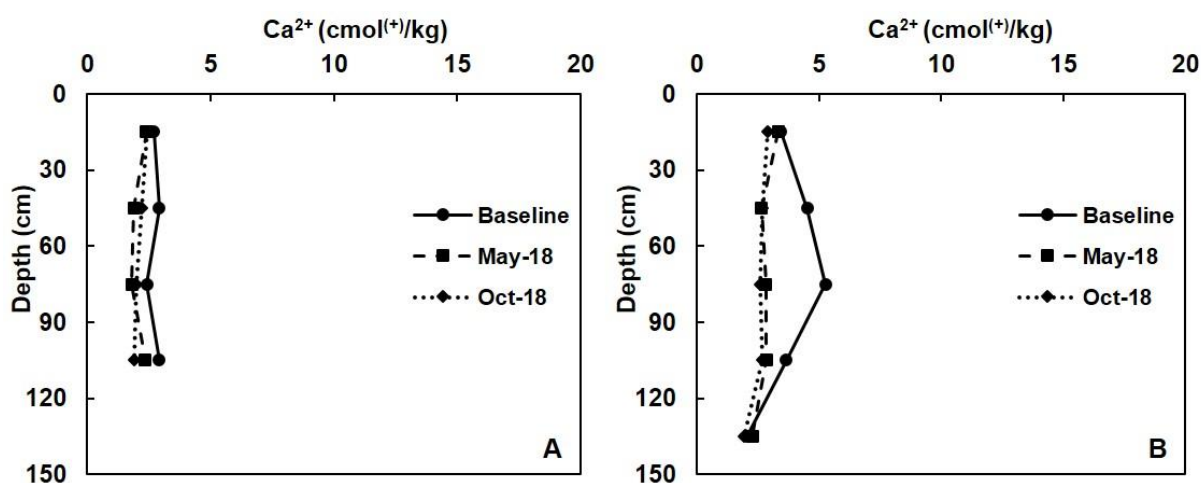 Ca²⁺ (cmol⁽⁺⁾/kg)
0 5 10 15 20
0
30
60
90
120
150
Depth (cm)
Baseline
May-18
Oct-18
A
Ca²⁺ (cmol⁽⁺⁾/kg)
0 5 10 15 20
0
30
60
90
120
150
Depth (cm)
Baseline
May-18
Oct-18
B